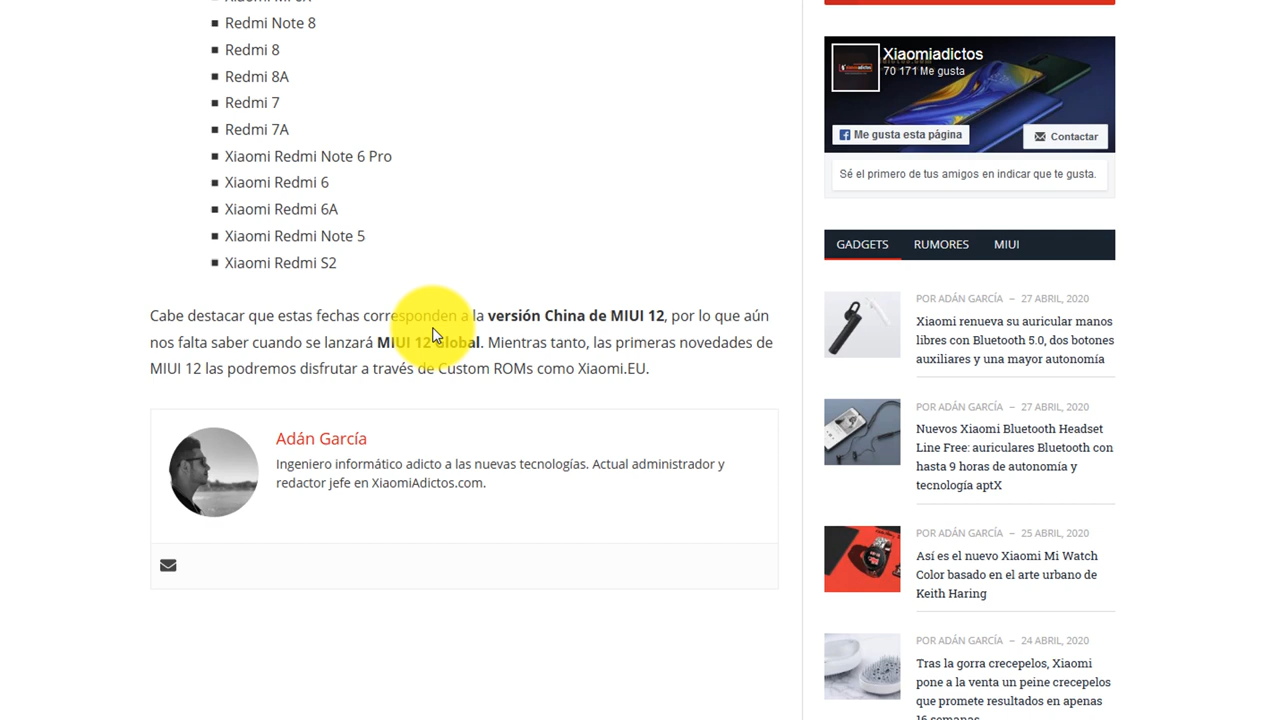 Redmi Note 8
Redmi 8
Redmi 8A
Redmi 7
Redmi 7A
Xiaomi Redmi Note 6 Pro
Xiaomi Redmi 6
Xiaomi Redmi 6A
Xiaomi Redmi Note 5
Xiaomi Redmi S2
Cabe destacar que estas fechas corresponden a la versión China de MIUI 12, por lo que aún
nos falta saber cuando se lanzará MIUI 12 Global. Mientras tanto, las primeras novedades de
MIUI 12 las podremos disfrutar a través de Custom ROMs como Xiaomi.EU.
Adán García
Ingeniero informático adicto a las nuevas tecnologías. Actual administrador y
redactor jefe en XiaomiAdictos.com.
Xiaomiadictos
70 171 Me gusta
Me gusta esta página
Contactar
Sé el primero de tus amigos en indicar que te gusta.
GADGETS RUMORES MIUI
POR ADÁN GARCÍA – 27 ABRIL, 2020
Xiaomi renueva su auricular manos
libres con Bluetooth 5.0, dos botones
auxiliares y una mayor autonomía
POR ADÁN GARCÍA – 27 ABRIL, 2020
Nuevos Xiaomi Bluetooth Headset
Line Free: auriculares Bluetooth con
hasta 9 horas de autonomía y
tecnología aptX
POR ADÁN GARCÍA – 25 ABRIL, 2020
Así es el nuevo Xiaomi Mi Watch
Color basado en el arte urbano de
Keith Haring
POR ADÁN GARCÍA – 24 ABRIL, 2020
Tras la gorra crecepelos, Xiaomi
pone a la venta un peine crecepelos
que promete resultados en apenas
16 semanas